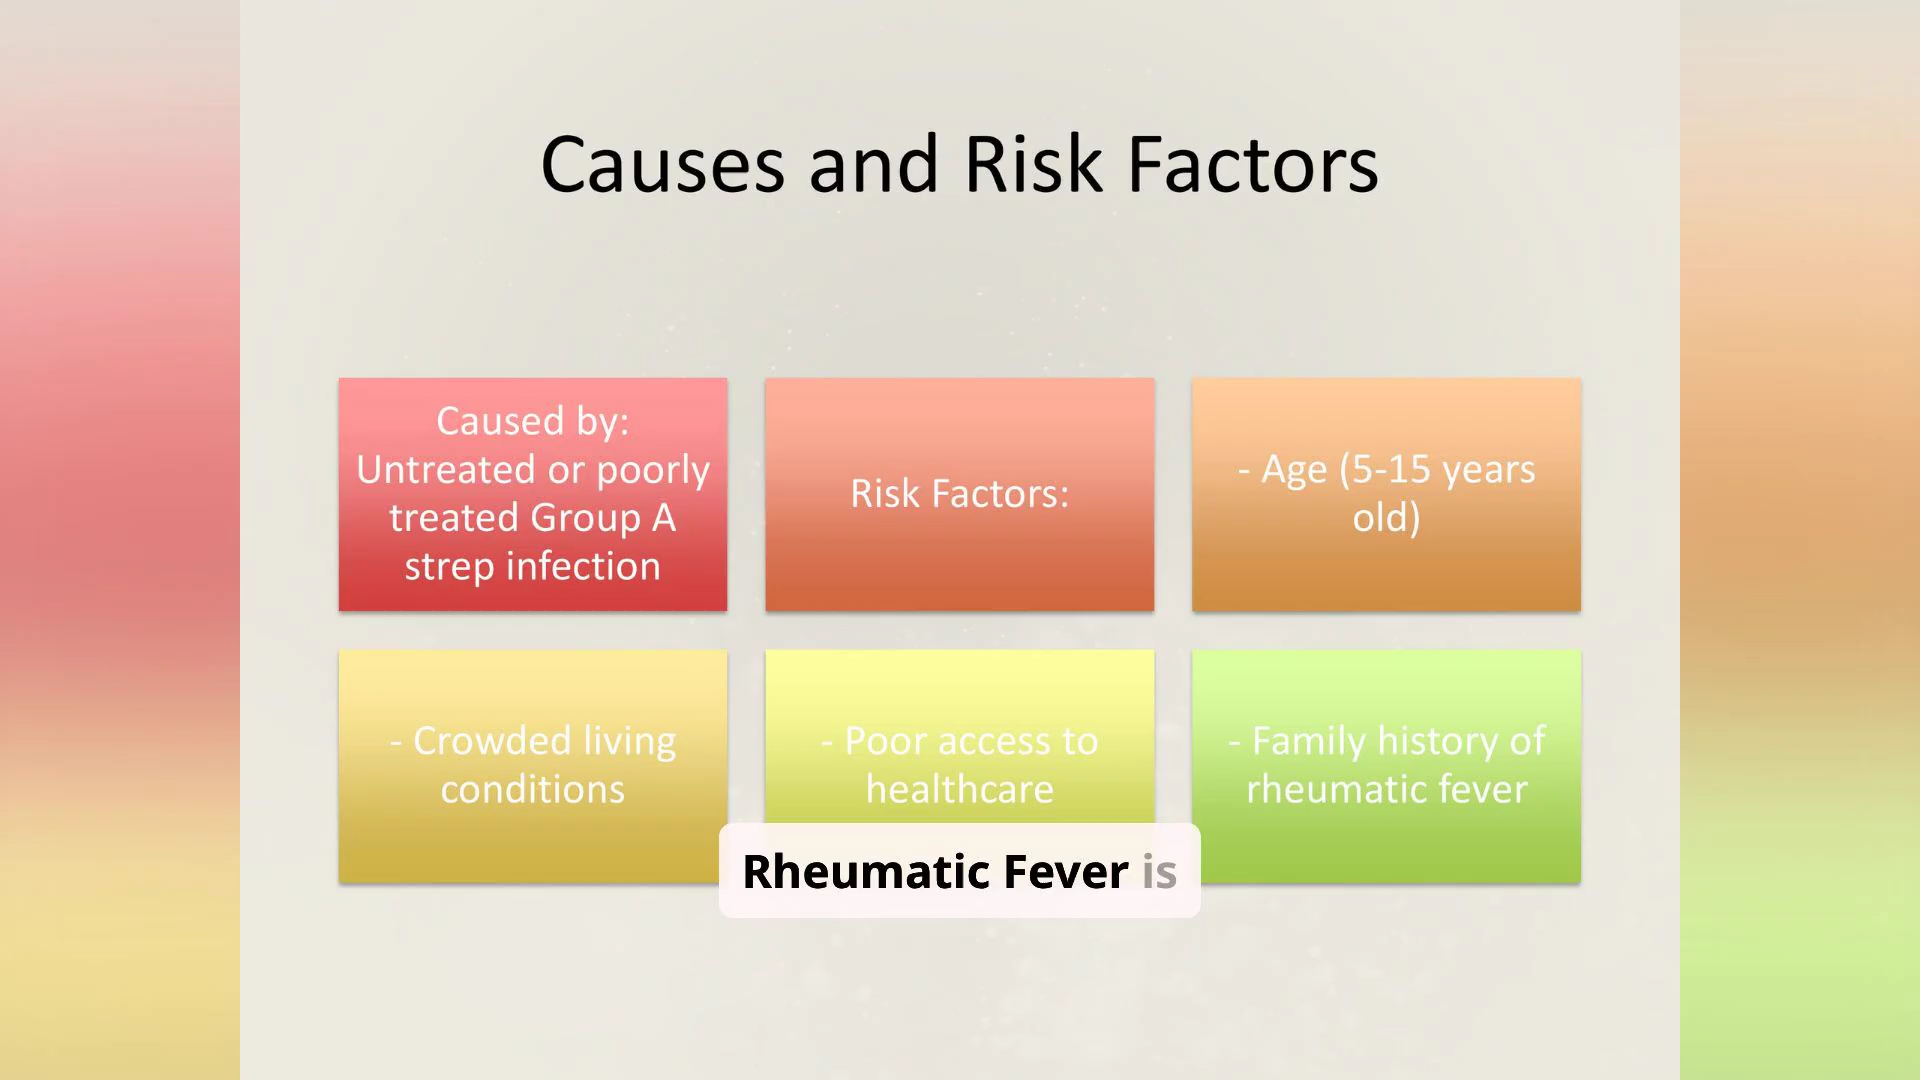 Causes and Risk Factors
Caused by:
Untreated or poorly
treated Group A
strep infection
Risk Factors:
- Age (5-15 years
old)
- Crowded living
conditions
- Poor access to
healthcare
- Family history of
rheumatic fever
Rheumatic Fever is